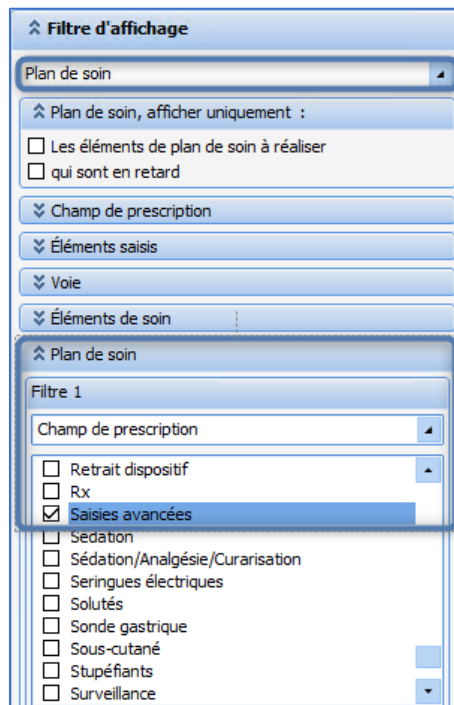 Filtre d'affichage
Plan de soin
Plan de soin, afficher uniquement :
Les éléments de plan de soin à réaliser
qui sont en retard
Champ de prescription
Éléments saisis
Voie
Éléments de soin
Plan de soin
Filtre 1
Champ de prescription
Retrait dispositif
Rx
Saisies avancées
Sédation
Sédation/Analgésie/Curarisation
Seringues électriques
Solutés
Sonde gastrique
Sous-cutané
Stupéfiants
Surveillance